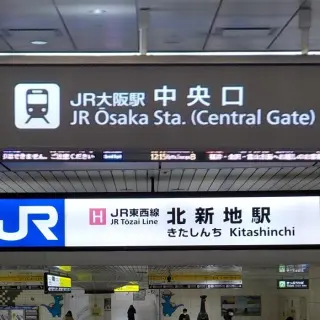 JR大阪駅 中央口
JR Ōsaka Sta. (Central Gate)
JR
H JR東西線 北新地駅
JR Tōzai Line きたしんち Kitashinchi